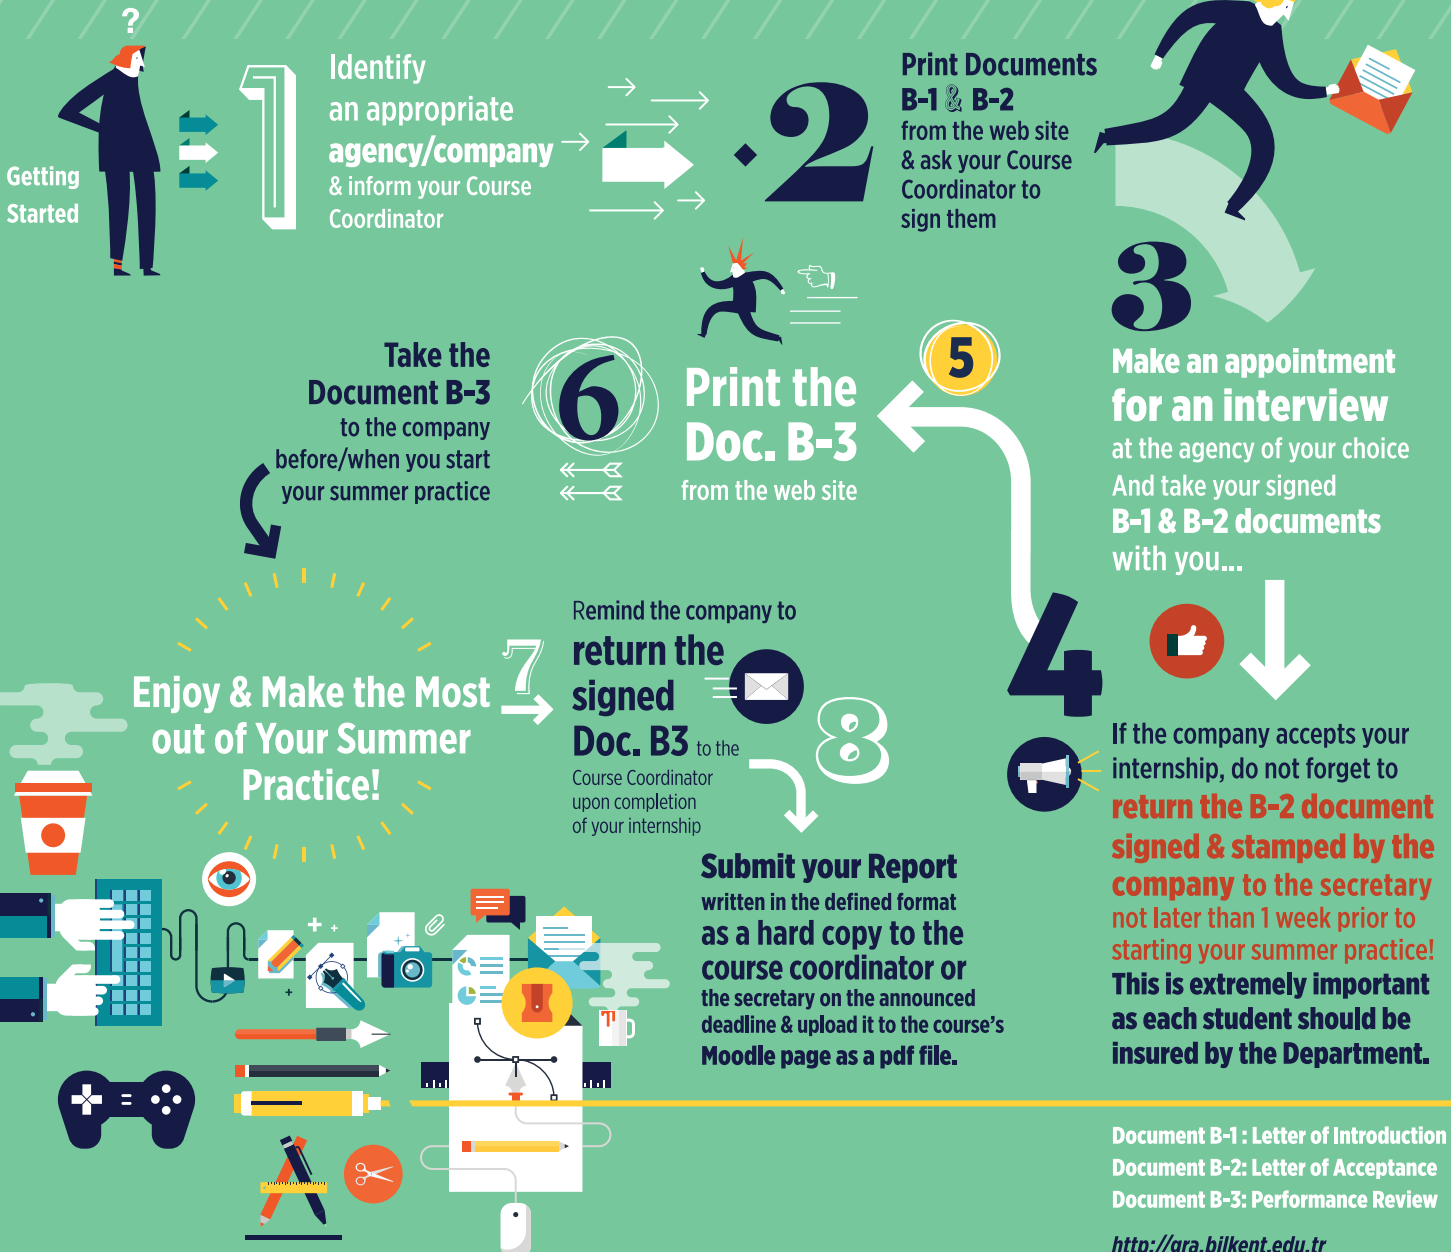 ?
Getting
Started
1
Identify
an appropriate
agency/company
& inform your Course
Coordinator
.2
Print Documents
B-1 & B-2
from the web site
& ask your Course
Coordinator to
sign them
3
Make an appointment
for an interview
at the agency of your choice
And take your signed
B-1 & B-2 documents
with you...
4
If the company accepts your
internship, do not forget to
return the B-2 document
signed & stamped by the
company to the secretary
not later than 1 week prior to
starting your summer practice!
This is extremely important
as each student should be
insured by the Department.
5
Print the
Doc. B-3
from the web site
6
Take the
Document B-3
to the company
before/when you start
your summer practice
Enjoy & Make the Most
out of Your Summer
Practice!
7
Remind the company to
return the
signed
Doc. B3 to the
Course Coordinator
upon completion
of your internship
8
Submit your Report
written in the defined format
as a hard copy to the
course coordinator or
the secretary on the announced
deadline & upload it to the course's
Moodle page as a pdf file.
T
Document B-1 : Letter of Introduction
Document B-2: Letter of Acceptance
Document B-3: Performance Review
http://gra.bilkent.edu.tr